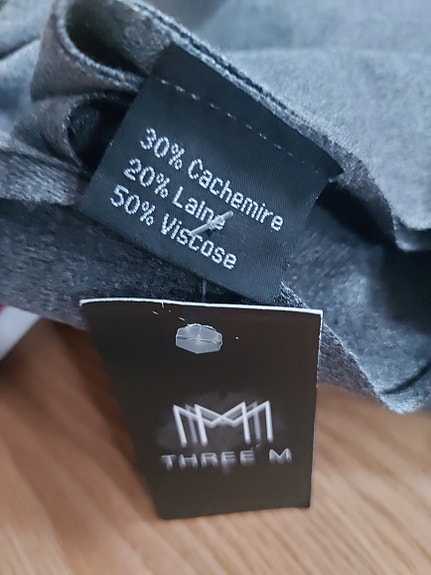 30% Cachemire
20% Laine
50% Viscose
THREE M